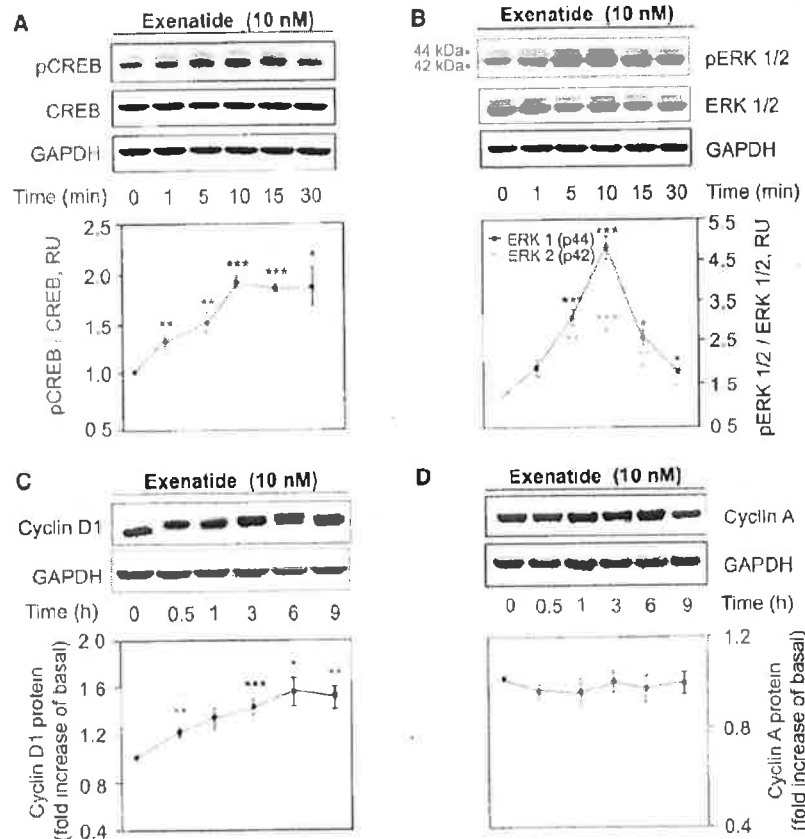 A
Exenatide (10 nM)
pCREB
CREB
GAPDH
Time (min) 0 1 5 10 15 30
2.5
2.0
1.5
1.0
0.5
pCREB / CREB, RU
** ** *** *** *
B
Exenatide (10 nM)
44 kDa
42 kDa
pERK 1/2
ERK 1/2
GAPDH
0 1 5 10 15 30 Time (min)
ERK 1 (p44)
ERK 2 (p42)
5.5
4.5
3.5
2.5
1.5
0.5
pERK 1/2 / ERK 1/2, RU
*** *** * *
** *** **
C
Exenatide (10 nM)
Cyclin D1
GAPDH
Time (h) 0 0.5 1 3 6 9
2.0
1.6
1.2
0.8
0.4
Cyclin D1 protein
(fold increase of basal)
** *** * **
D
Exenatide (10 nM)
Cyclin A
GAPDH
0 0.5 1 3 6 9 Time (h)
1.2
0.8
0.4
Cyclin A protein
(fold increase of basal)